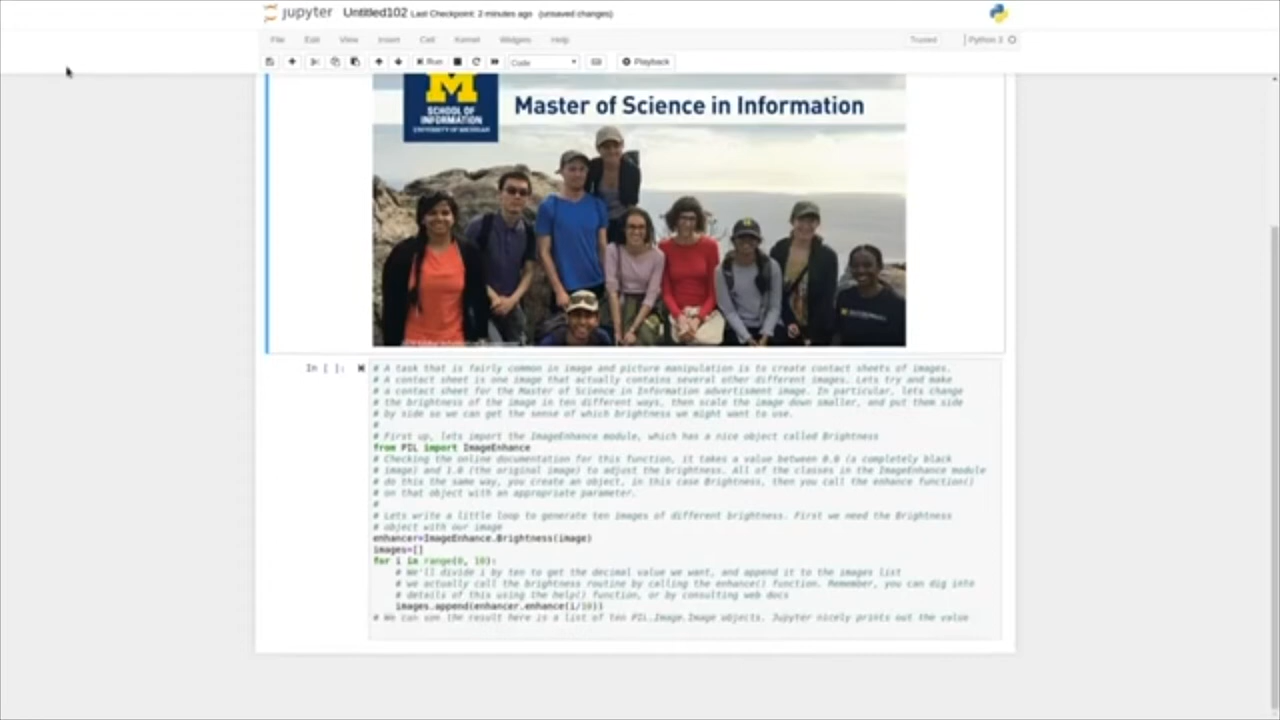 jupyter Untitled102 Last Checkpoint: 2 minutes ago (unsaved changes)
File Edit View Insert Cell Kernel Widgets Help Trusted Python 3
Run Code Playback
M
SCHOOL OF
INFORMATION
UNIVERSITY OF MICHIGAN
Master of Science in Information
In [ ]:
# A task that is fairly common in image and picture manipulation is to create contact sheets of images.
# A contact sheet is one image that actually contains several other different images. Lets try and make
# a contact sheet for the Master of Science in Information advertisment image. In particular, lets change
# the brightness of the image in ten different ways, then scale the image down smaller, and put them side
# by side so we can get the sense of which brightness we might want to use.
#
# First up, lets import the ImageEnhance module, which has a nice object called Brightness
from PIL import ImageEnhance
# Checking the online documentation for this function, it takes a value between 0.0 (a completely black
# image) and 1.0 (the original image) to adjust the brightness. All of the classes in the ImageEnhance module
# do this the same way, you create an object, in this case Brightness, then you call the enhance function()
# on that object with an appropriate parameter.
#
# Lets write a little loop to generate ten images of different brightness. First we need the Brightness
# object with our image
enhancer=ImageEnhance.Brightness(image)
images=[]
for i in range(0, 10):
# We'll divide i by ten to get the decimal value we want, and append it to the images list
# we actually call the brightness routine by calling the enhance() function. Remember, you can dig into
# details of this using the help() function, or by consulting web docs
images.append(enhancer.enhance(i/10))
# We can see the result here is a list of ten PIL.Image.Image objects. Jupyter nicely prints out the value